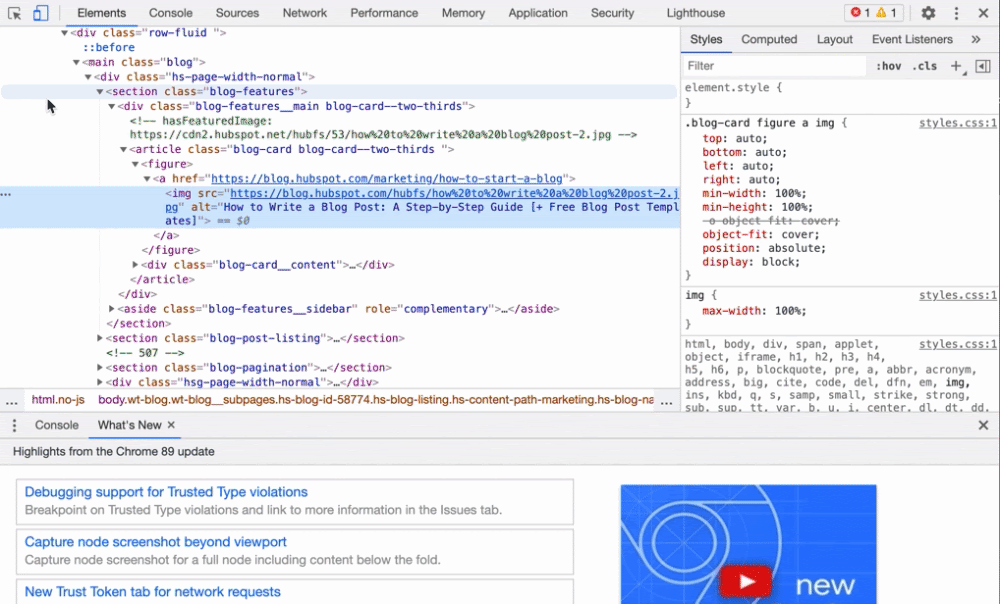 Elements Console Sources Network Performance Memory Application Security Lighthouse 1 1
<div class="row-fluid ">
::before
<main class="blog">
<div class="hs-page-width-normal">
<section class="blog-features">
<div class="blog-features__main blog-card--two-thirds">
<!-- hasFeaturedImage:
https://cdn2.hubspot.net/hubfs/53/how%20to%20write%20a%20blog%20post-2.jpg -->
<article class="blog-card blog-card--two-thirds ">
<figure>
<a href="https://blog.hubspot.com/marketing/how-to-start-a-blog">
<img src="https://blog.hubspot.com/hubfs/how%20to%20write%20a%20blog%20post-2.j
pg" alt="How to Write a Blog Post: A Step-by-Step Guide [+ Free Blog Post Templ
ates]"> == $0
</a>
</figure>
<div class="blog-card__content">…</div>
</article>
</div>
<aside class="blog-features__sidebar" role="complementary">…</aside>
</section>
<section class="blog-post-listing">…</section>
<!-- 507 -->
<section class="blog-pagination">…</section>
<div class="hsg-page-width-normal">…</div>
... html.no-js body.wt-blog.wt-blog__subpages.hs-blog-id-58774.hs-blog-listing.hs-content-path-marketing.hs-blog-na ...
Styles Computed Layout Event Listeners »
Filter :hov .cls +
element.style {
}
.blog-card figure a img { styles.css:1
top: auto;
bottom: auto;
left: auto;
right: auto;
min-width: 100%;
min-height: 100%;
-o-object-fit: cover;
object-fit: cover;
position: absolute;
display: block;
}
img { styles.css:1
max-width: 100%;
}
html, body, div, span, applet, styles.css:1
object, iframe, h1, h2, h3, h4,
h5, h6, p, blockquote, pre, a, abbr, acronym,
address, big, cite, code, del, dfn, em, img,
ins, kbd, q, s, samp, small, strike, strong,
sub, sup, tt, var, b, u, i, center, dl, dt, dd,
Console What's New ×
Highlights from the Chrome 89 update
Debugging support for Trusted Type violations
Breakpoint on Trusted Type violations and link to more information in the Issues tab.
Capture node screenshot beyond viewport
Capture node screenshot for a full node including content below the fold.
New Trust Token tab for network requests
new